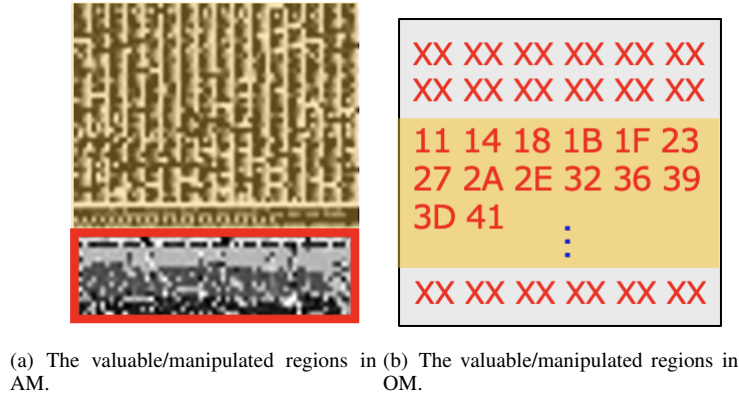 XX XX XX XX XX XX
XX XX XX XX XX XX
11 14 18 1B 1F 23
27 2A 2E 32 36 39
3D 41
XX XX XX XX XX XX
(a) The valuable/manipulated regions in AM.
(b) The valuable/manipulated regions in OM.